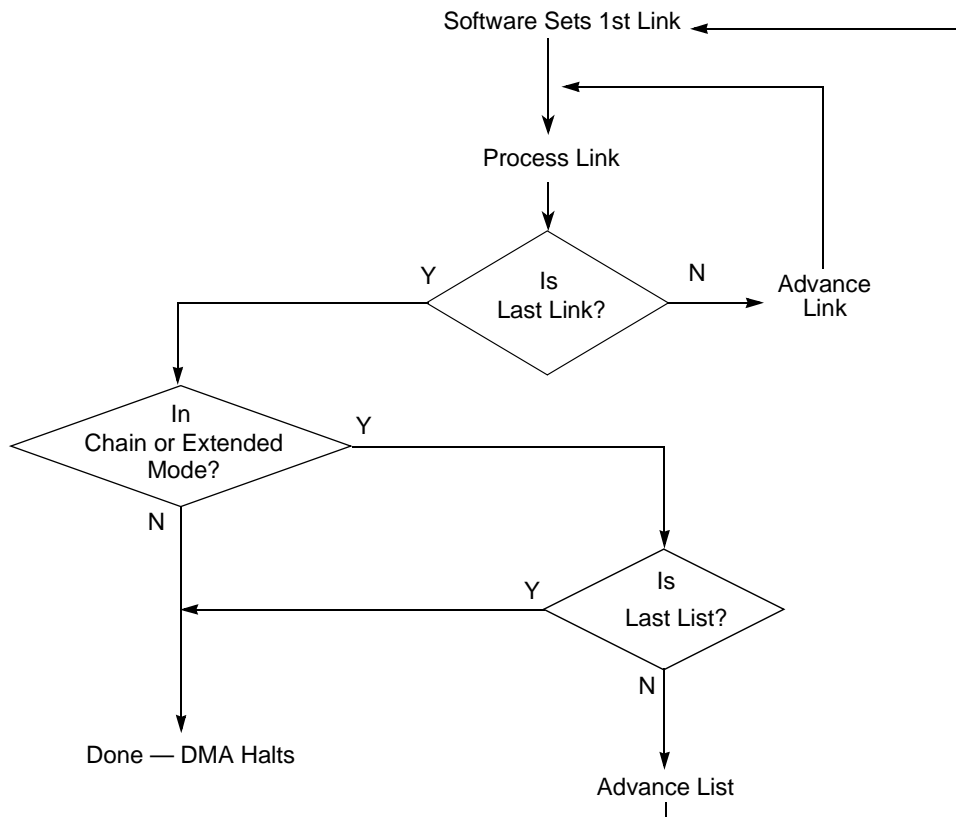 Software Sets 1st Link
Process Link
Y
Is
Last Link?
N
Advance
Link
In
Chain or Extended
Mode?
Y
N
Is
Last List?
Y
N
Done — DMA Halts
Advance List